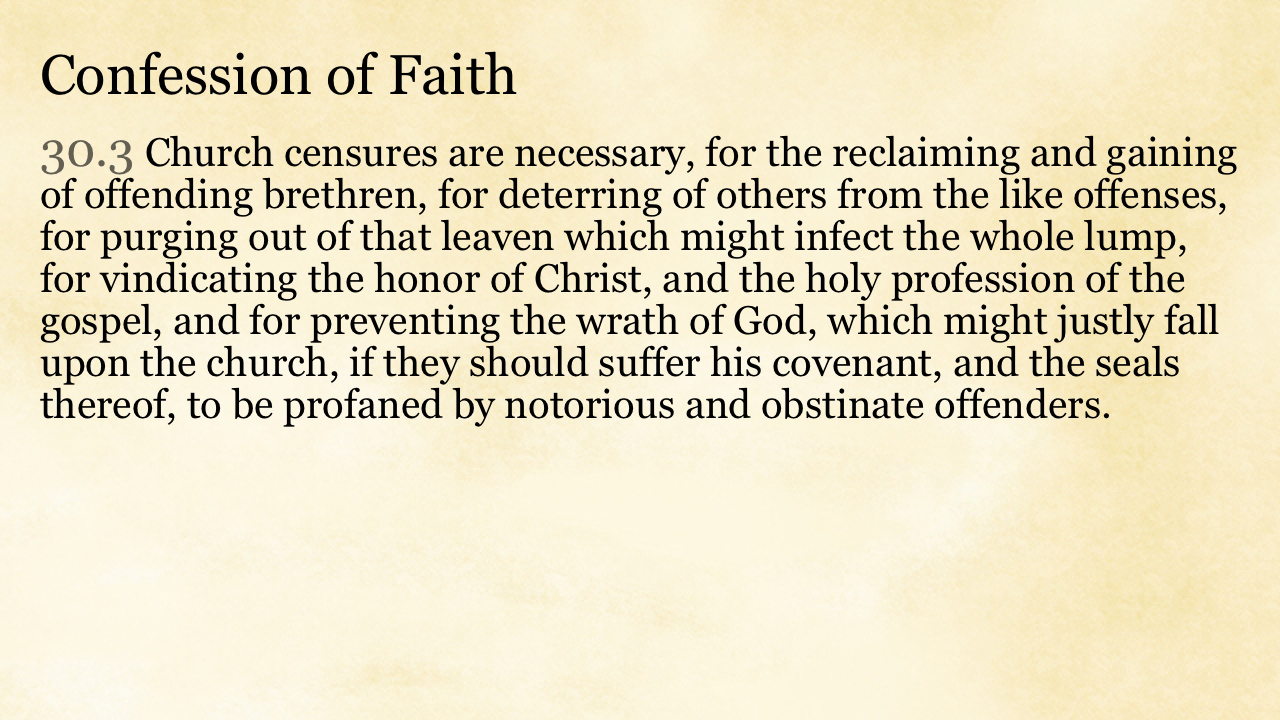 Confession of Faith
30.3 Church censures are necessary, for the reclaiming and gaining
of offending brethren, for deterring of others from the like offenses,
for purging out of that leaven which might infect the whole lump,
for vindicating the honor of Christ, and the holy profession of the
gospel, and for preventing the wrath of God, which might justly fall
upon the church, if they should suffer his covenant, and the seals
thereof, to be profaned by notorious and obstinate offenders.